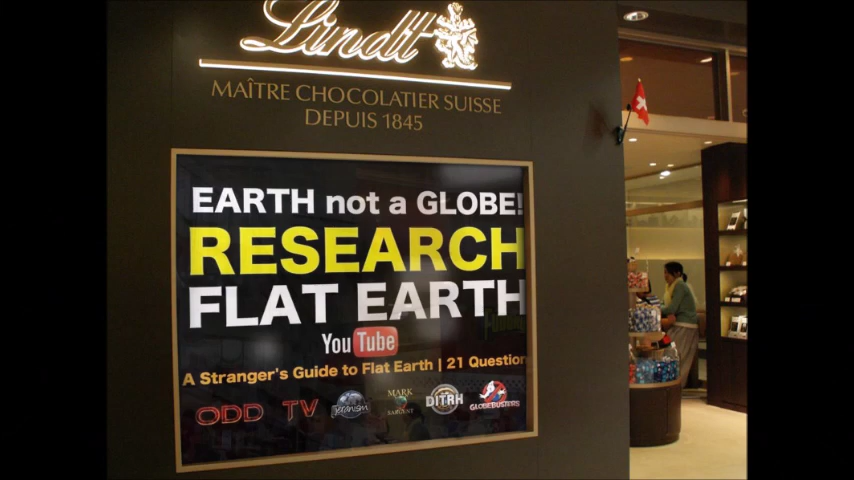 Lindt
MAÎTRE CHOCOLATIER SUISSE
DEPUIS 1845
EARTH not a GLOBE!
RESEARCH
FLAT EARTH
YouTube
A Stranger's Guide to Flat Earth | 21 Question
ODD TV
Jeranism
MARK
SARGENT
DITRH
GLOBEBUSTERS